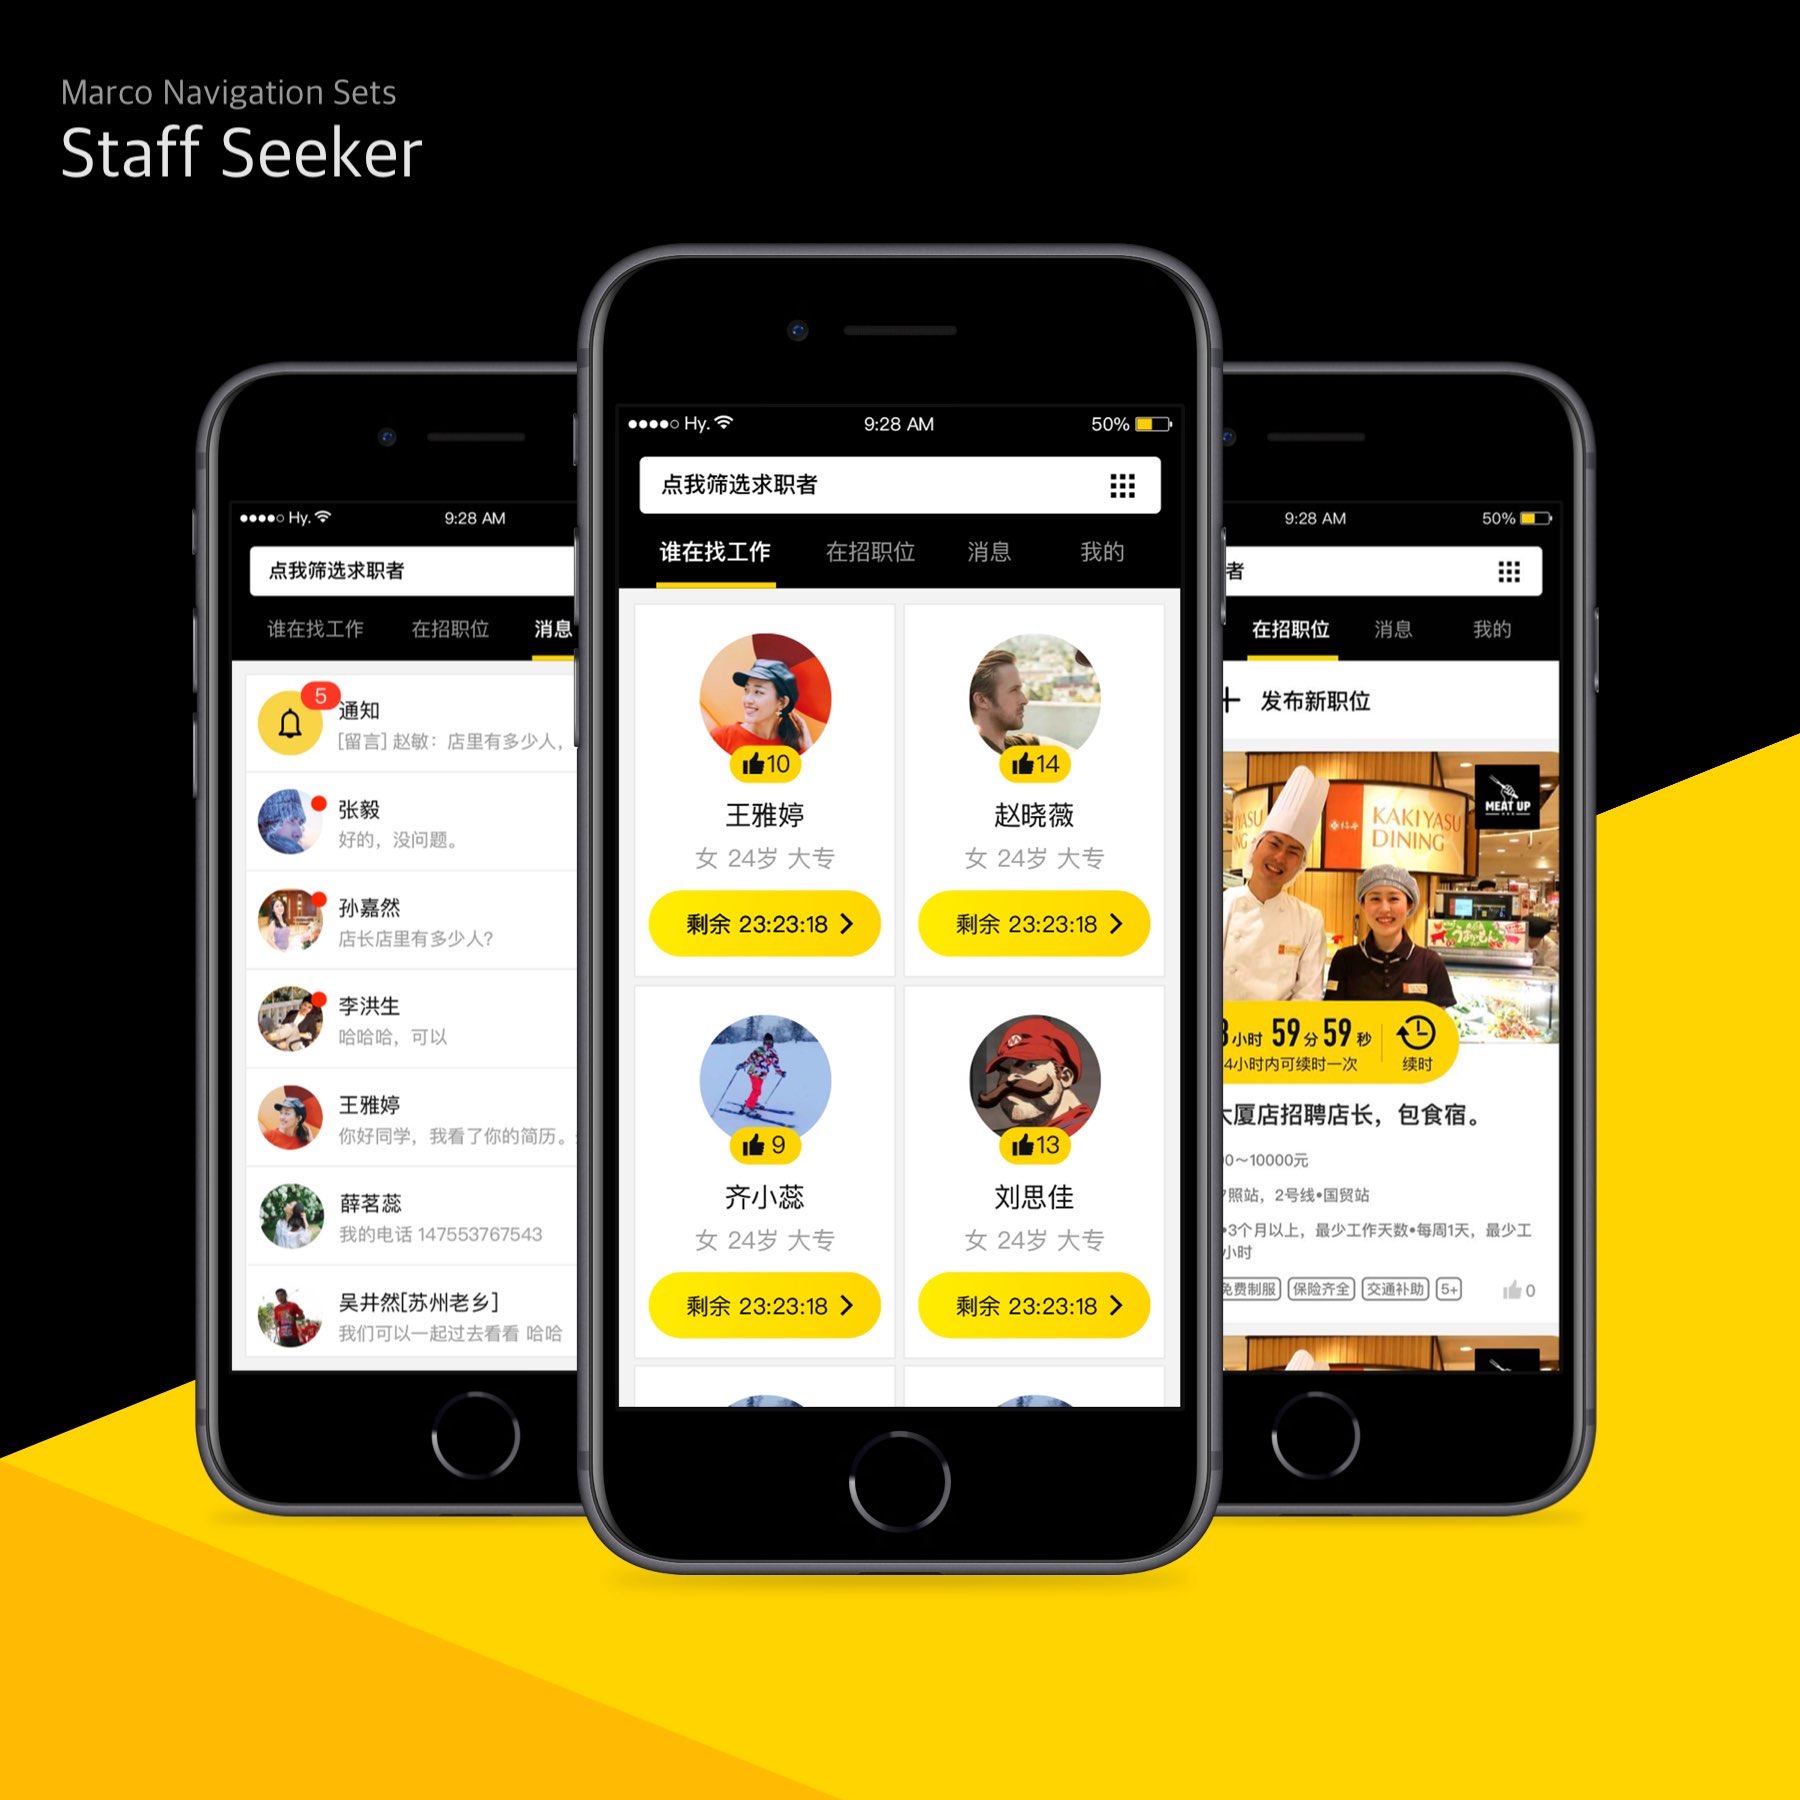 Marco Navigation Sets
Staff Seeker
Hy.
9:28 AM
点我筛选求职者
谁在找工作 在招职位 消息
5
通知
[留言] 赵敏：店里有多少人，
张毅
好的，没问题。
孙嘉然
店长店里有多少人?
李洪生
哈哈哈，可以
王雅婷
你好同学，我看了你的简历。
薛茗蕊
我的电话 147553767543
吴井然[苏州老乡]
我们可以一起过去看看 哈哈
Hy.
9:28 AM
50%
点我筛选求职者
谁在找工作 在招职位 消息 我的
10
王雅婷
女 24岁 大专
剩余 23:23:18
14
赵晓薇
女 24岁 大专
剩余 23:23:18
9
齐小蕊
女 24岁 大专
剩余 23:23:18
13
刘思佳
女 24岁 大专
剩余 23:23:18
9:28 AM
50%
者
在招职位 消息 我的
发布新职位
KAKIYASU
DINING
MEAT UP
小时 59分 59秒
4小时内可续时一次
续时
厦店招聘店长，包食宿。
0～10000元
照站，2号线•国贸站
•3个月以上，最少工作天数•每周1天，最少工
小时
免费制服 保险齐全 交通补助 5+
0